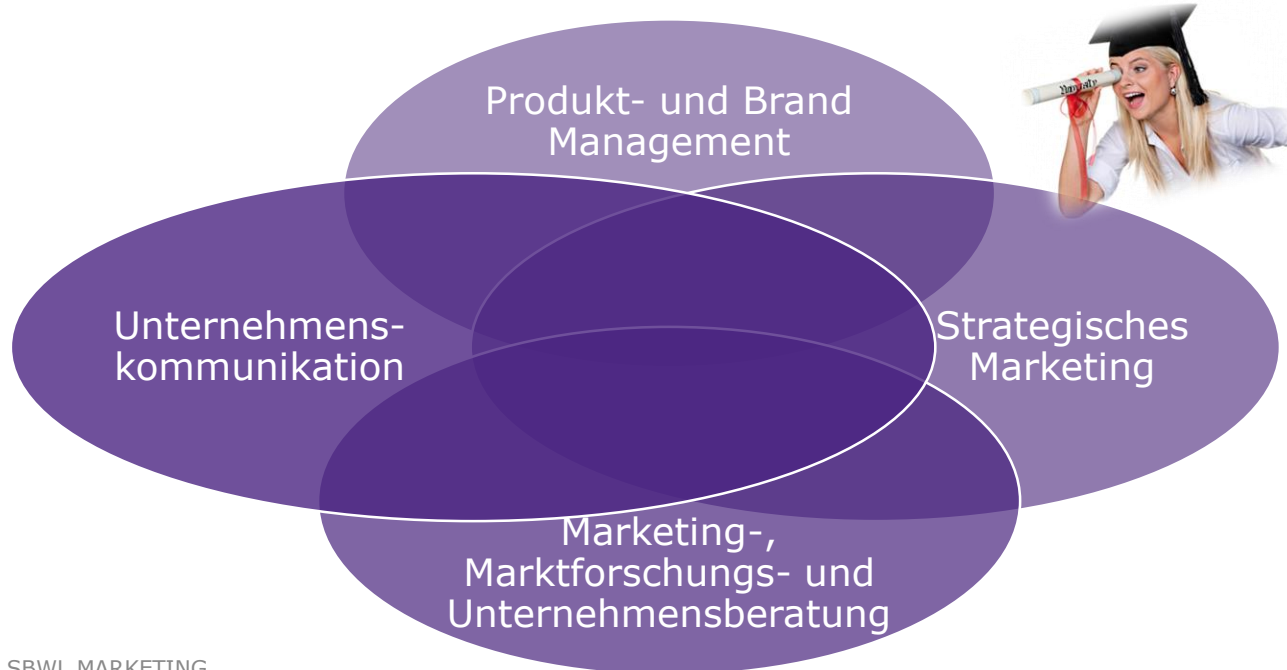 Produkt- und Brand
Management
Unternehmens-
kommunikation
Strategisches
Marketing
Marketing-,
Marktforschungs- und
Unternehmensberatung
SBWL MARKETING